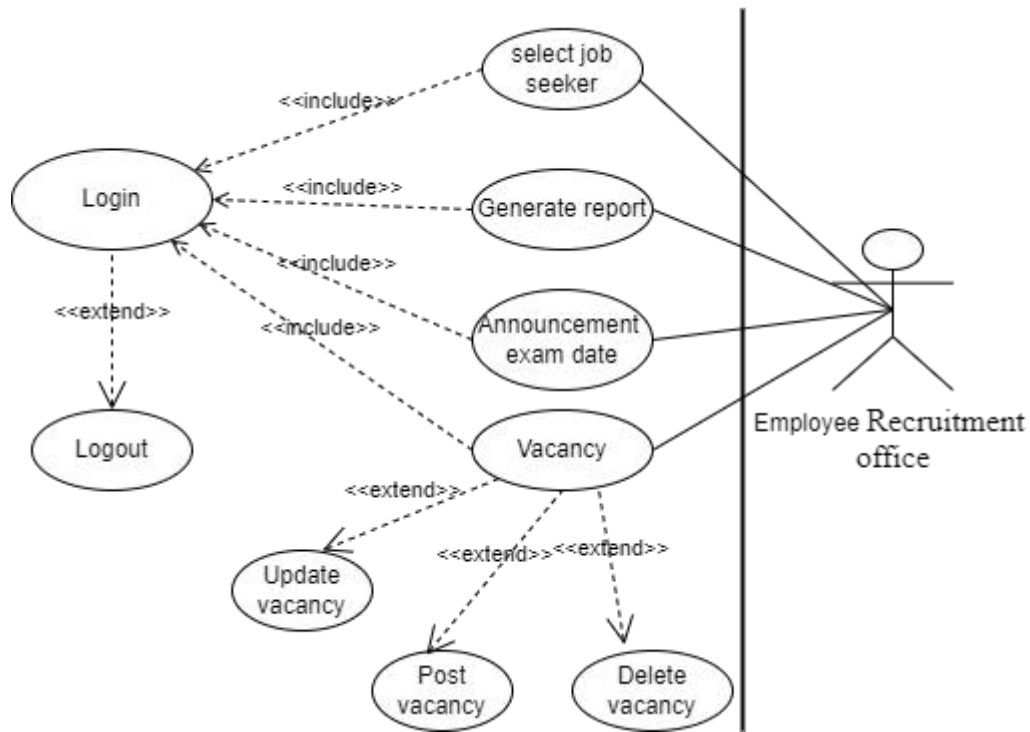 select job
seeker
<<include>>
Login
<<include>>
Generate report
<<include>>
<<extend>>
Announcement
exam date
<<include>>
Employee Recruitment
office
Logout
Vacancy
<<extend>>
<<extend>>
<<extend>>
Update
vacancy
Post
vacancy
Delete
vacancy